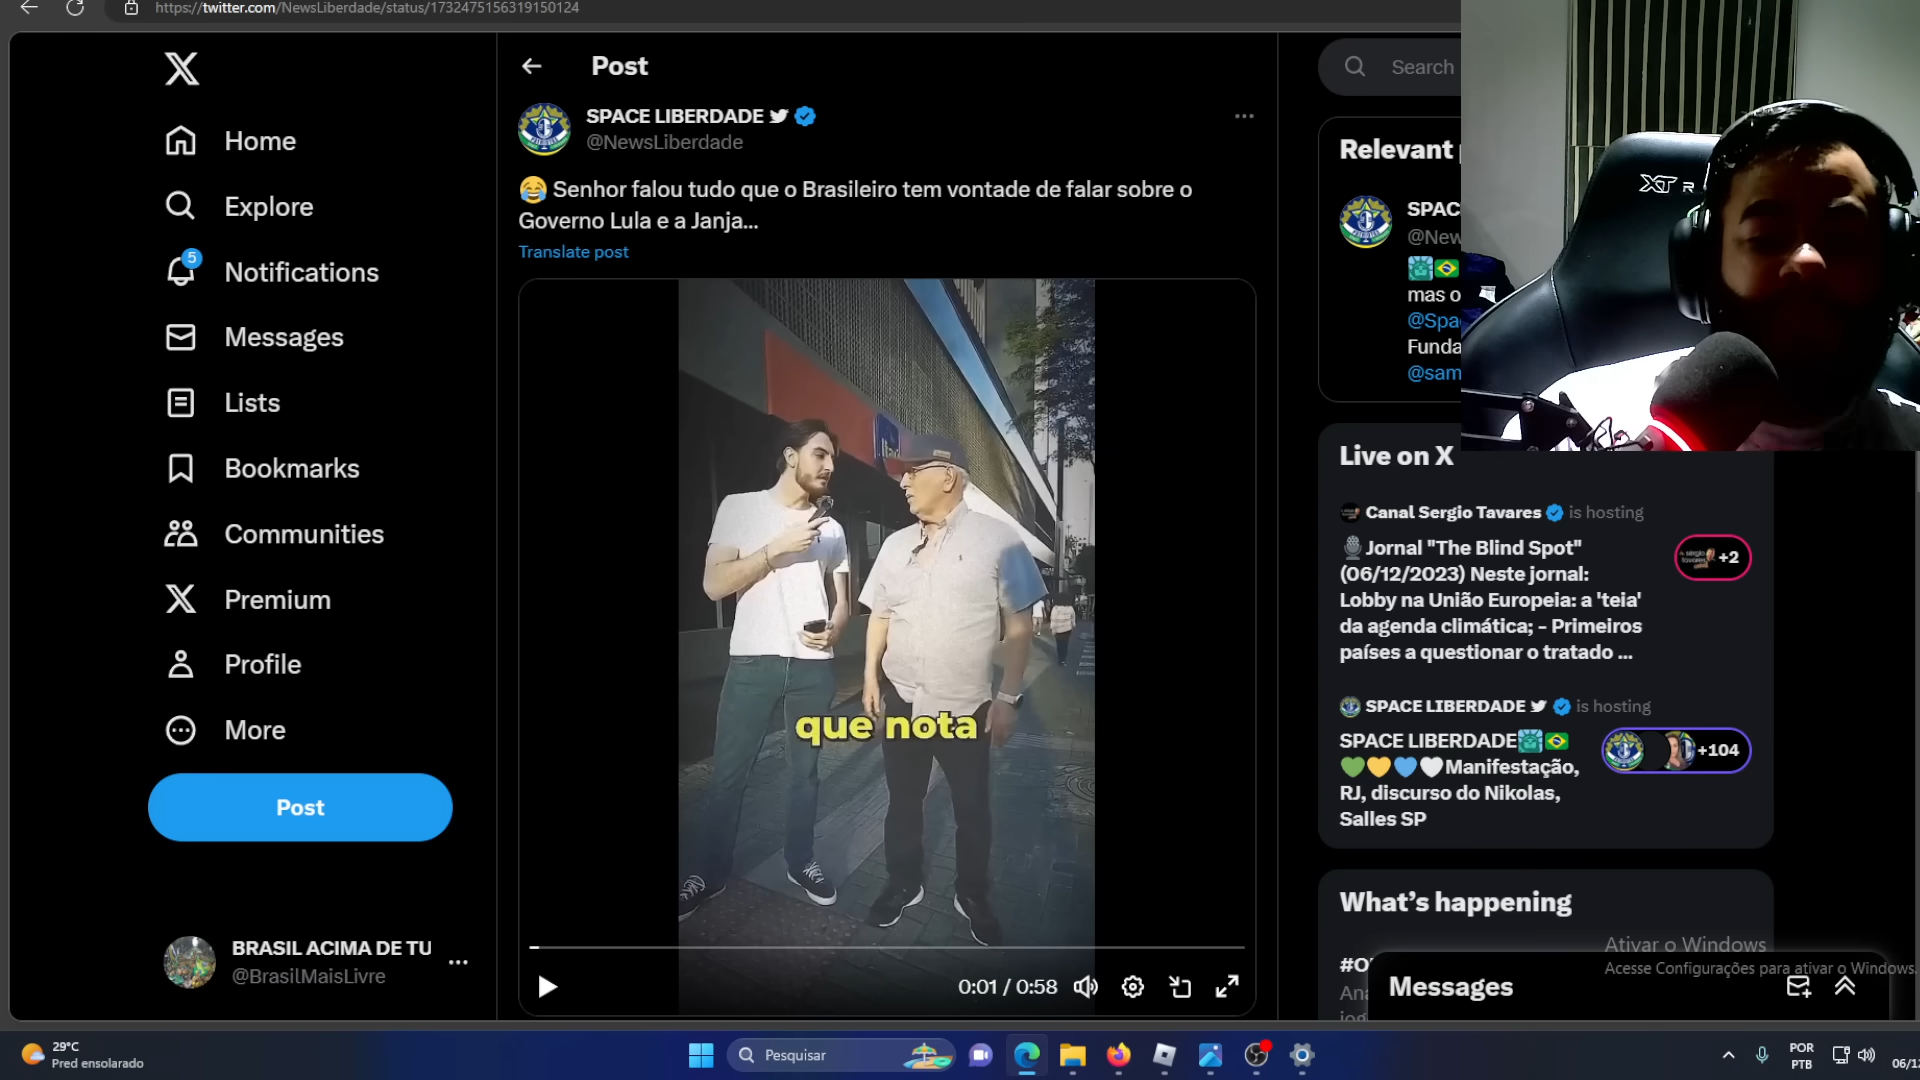 https://twitter.com/NewsLiberdade/status/1732475156319150124
Post
Search
Home
Explore
5
Notifications
Messages
Lists
Bookmarks
Communities
Premium
Profile
More
Post
BRASIL ACIMA DE TU
@BrasilMaisLivre
SPACE LIBERDADE
@NewsLiberdade
😂 Senhor falou tudo que o Brasileiro tem vontade de falar sobre o
Governo Lula e a Janja...
Translate post
que nota
0:01 / 0:58
Relevant
SPAC
@New
mas o
@Spa
Funda
@sam
XT R
Live on X
Canal Sergio Tavares is hosting
🎙️Jornal "The Blind Spot"
(06/12/2023) Neste jornal:
Lobby na União Europeia: a 'teia'
da agenda climática; - Primeiros
países a questionar o tratado ...
+2
SPACE LIBERDADE is hosting
SPACE LIBERDADE🗽🇧🇷
💚💛💙🤍Manifestação,
RJ, discurso do Nikolas,
Salles SP
+104
What's happening
Ativar o Windows
Acesse Configurações para ativar o Windows.
Messages
29°C
Pred ensolarado
Pesquisar
POR
PTB